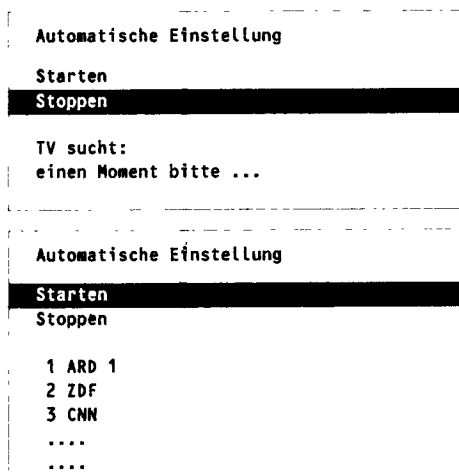 Automatische Einstellung
Starten
Stoppen
TV sucht:
einen Moment bitte ...
Automatische Einstellung
Starten
Stoppen
1 ARD 1
2 ZDF
3 CNN
....
....